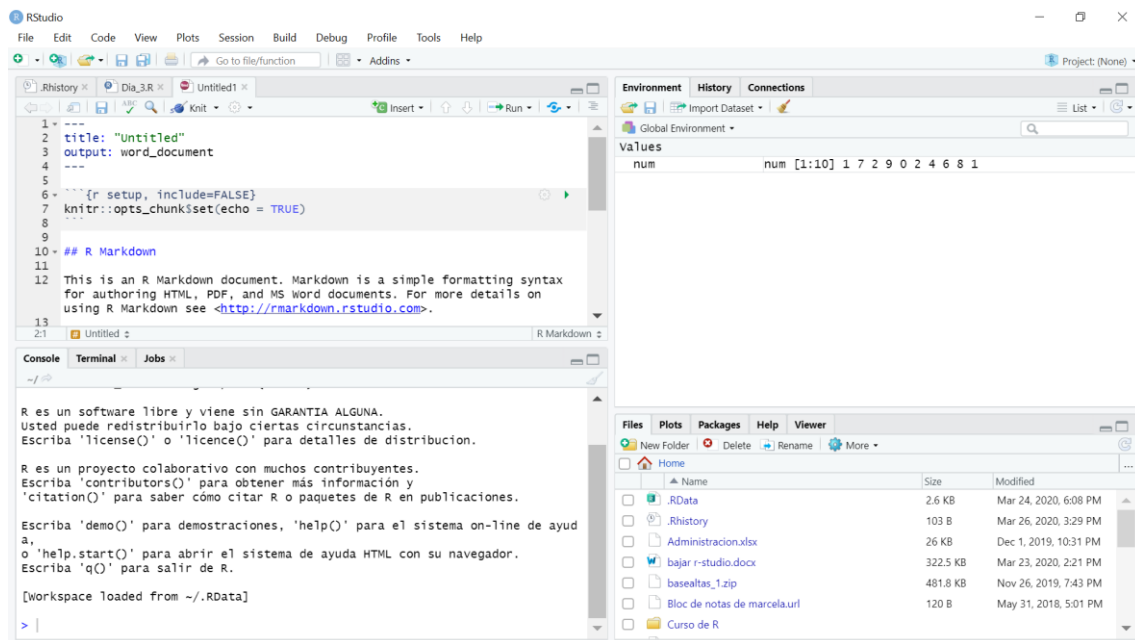 RStudio
File Edit Code View Plots Session Build Debug Profile Tools Help
Go to file/function Addins Project: (None)
.Rhistory Dia_3.R Untitled1
ABC Knit Insert Run
1 ---
2 title: "Untitled"
3 output: word_document
4 ---
5
6 ```{r setup, include=FALSE}
7 knitr::opts_chunk$set(echo = TRUE)
8 ```
9
10 ## R Markdown
11
12 This is an R Markdown document. Markdown is a simple formatting syntax
for authoring HTML, PDF, and MS Word documents. For more details on
using R Markdown see <http://rmarkdown.rstudio.com>.
13
2:1 Untitled R Markdown
Console Terminal Jobs
~/
R es un software libre y viene sin GARANTIA ALGUNA.
Usted puede redistribuirlo bajo ciertas circunstancias.
Escriba 'license()' o 'licence()' para detalles de distribucion.
R es un proyecto colaborativo con muchos contribuyentes.
Escriba 'contributors()' para obtener más información y
'citation()' para saber cómo citar R o paquetes de R en publicaciones.
Escriba 'demo()' para demostraciones, 'help()' para el sistema on-line de ayud
a,
o 'help.start()' para abrir el sistema de ayuda HTML con su navegador.
Escriba 'q()' para salir de R.
[Workspace loaded from ~/.RData]
>
Environment History Connections
Import Dataset List
Global Environment
Values
num num [1:10] 1 7 2 9 0 2 4 6 8 1
Files Plots Packages Help Viewer
New Folder Delete Rename More
Home ...
Name Size Modified
.RData 2.6 KB Mar 24, 2020, 6:08 PM
.Rhistory 103 B Mar 26, 2020, 3:29 PM
Administracion.xlsx 26 KB Dec 1, 2019, 10:31 PM
bajar r-studio.docx 322.5 KB Mar 23, 2020, 2:21 PM
basealtas_1.zip 481.8 KB Nov 26, 2019, 7:43 PM
Bloc de notas de marcela.url 120 B May 31, 2018, 5:01 PM
Curso de R